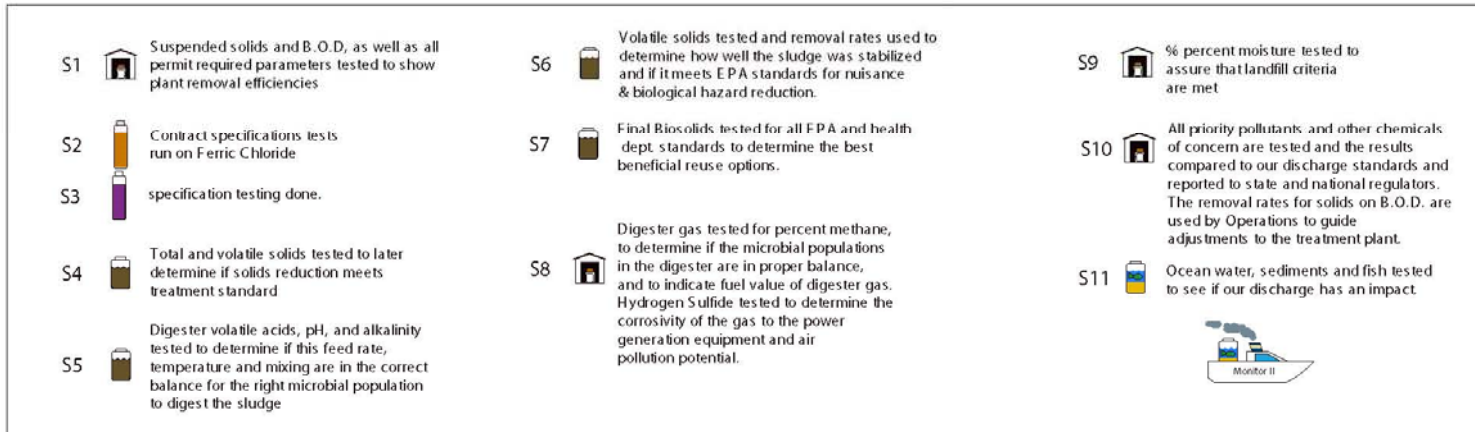 S1
Suspended solids and B.O.D, as well as all
permit required parameters tested to show
plant removal efficiencies
S2
Contract specifications tests
run on Ferric Chloride
S3
specification testing done.
S4
Total and volatile solids tested to later
determine if solids reduction meets
treatment standard
S5
Digester volatile acids, pH, and alkalinity
tested to determine if this feed rate,
temperature and mixing are in the correct
balance for the right microbial population
to digest the sludge
S6
Volatile solids tested and removal rates used to
determine how well the sludge was stabilized
and if it meets EPA standards for nuisance
& biological hazard reduction.
S7
Final Biosolids tested for all EPA and health
dept. standards to determine the best
beneficial reuse options.
S8
Digester gas tested for percent methane,
to determine if the microbial populations
in the digester are in proper balance,
and to indicate fuel value of digester gas.
Hydrogen Sulfide tested to determine the
corrosivity of the gas to the power
generation equipment and air
pollution potential.
S9
% percent moisture tested to
assure that landfill criteria
are met
S10
All priority pollutants and other chemicals
of concern are tested and the results
compared to our discharge standards and
reported to state and national regulators.
The removal rates for solids on B.O.D. are
used by Operations to guide
adjustments to the treatment plant.
S11
Ocean water, sediments and fish tested
to see if our discharge has an impact.
Monitor II